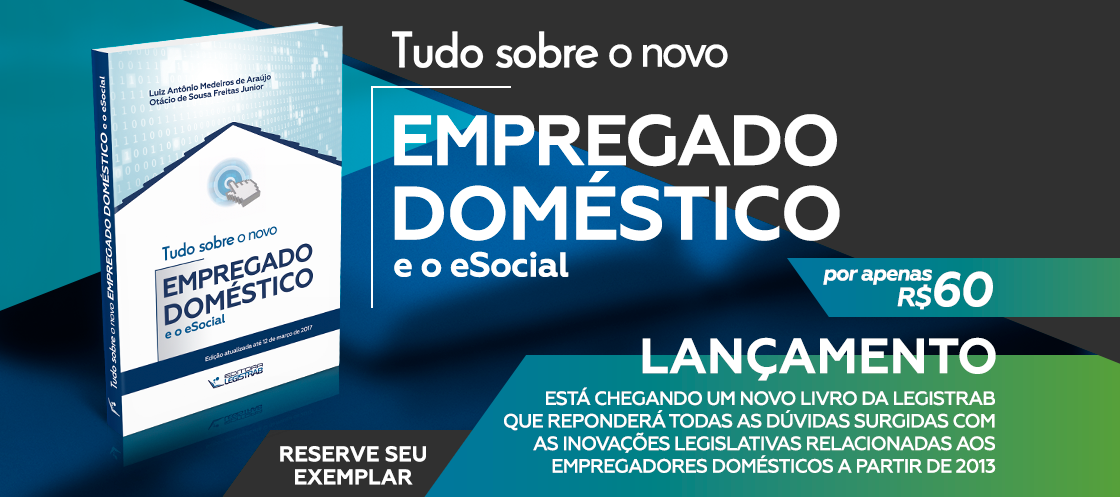 Tudo sobre o novo
EMPREGADO
DOMÉSTICO
e o eSocial
por apenas
R$60
LANÇAMENTO
ESTÁ CHEGANDO UM NOVO LIVRO DA LEGISTRAB
QUE REPONDERÁ TODAS AS DÚVIDAS SURGIDAS COM
AS INOVAÇÕES LEGISLATIVAS RELACIONADAS AOS
EMPREGADORES DOMÉSTICOS A PARTIR DE 2013
RESERVE SEU
EXEMPLAR
Luiz Antônio Medeiros de Araújo
Otácio de Sousa Freitas Junior
Tudo sobre o novo
EMPREGADO
DOMÉSTICO
e o eSocial
Edição atualizada até 12 de março de 2017
EDITORA
LEGISTRAB
Tudo sobre o novo EMPREGADO DOMÉSTICO e o eSocial